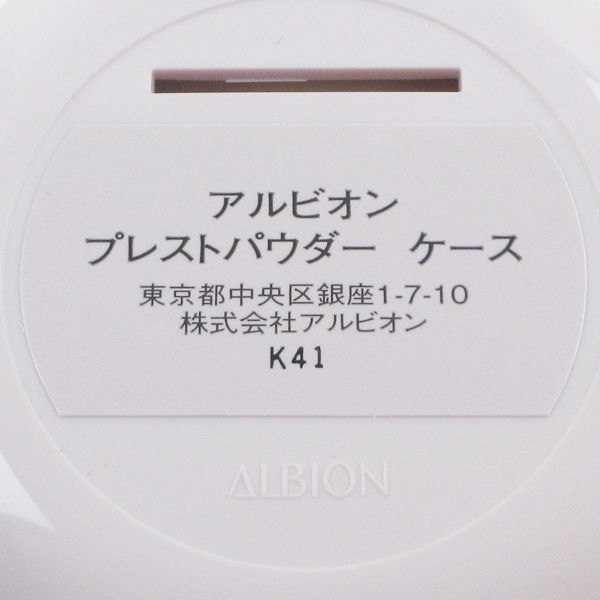 アルビオン
プレストパウダー ケース
東京都中央区銀座1-7-10
株式会社アルビオン
K41
ALBION